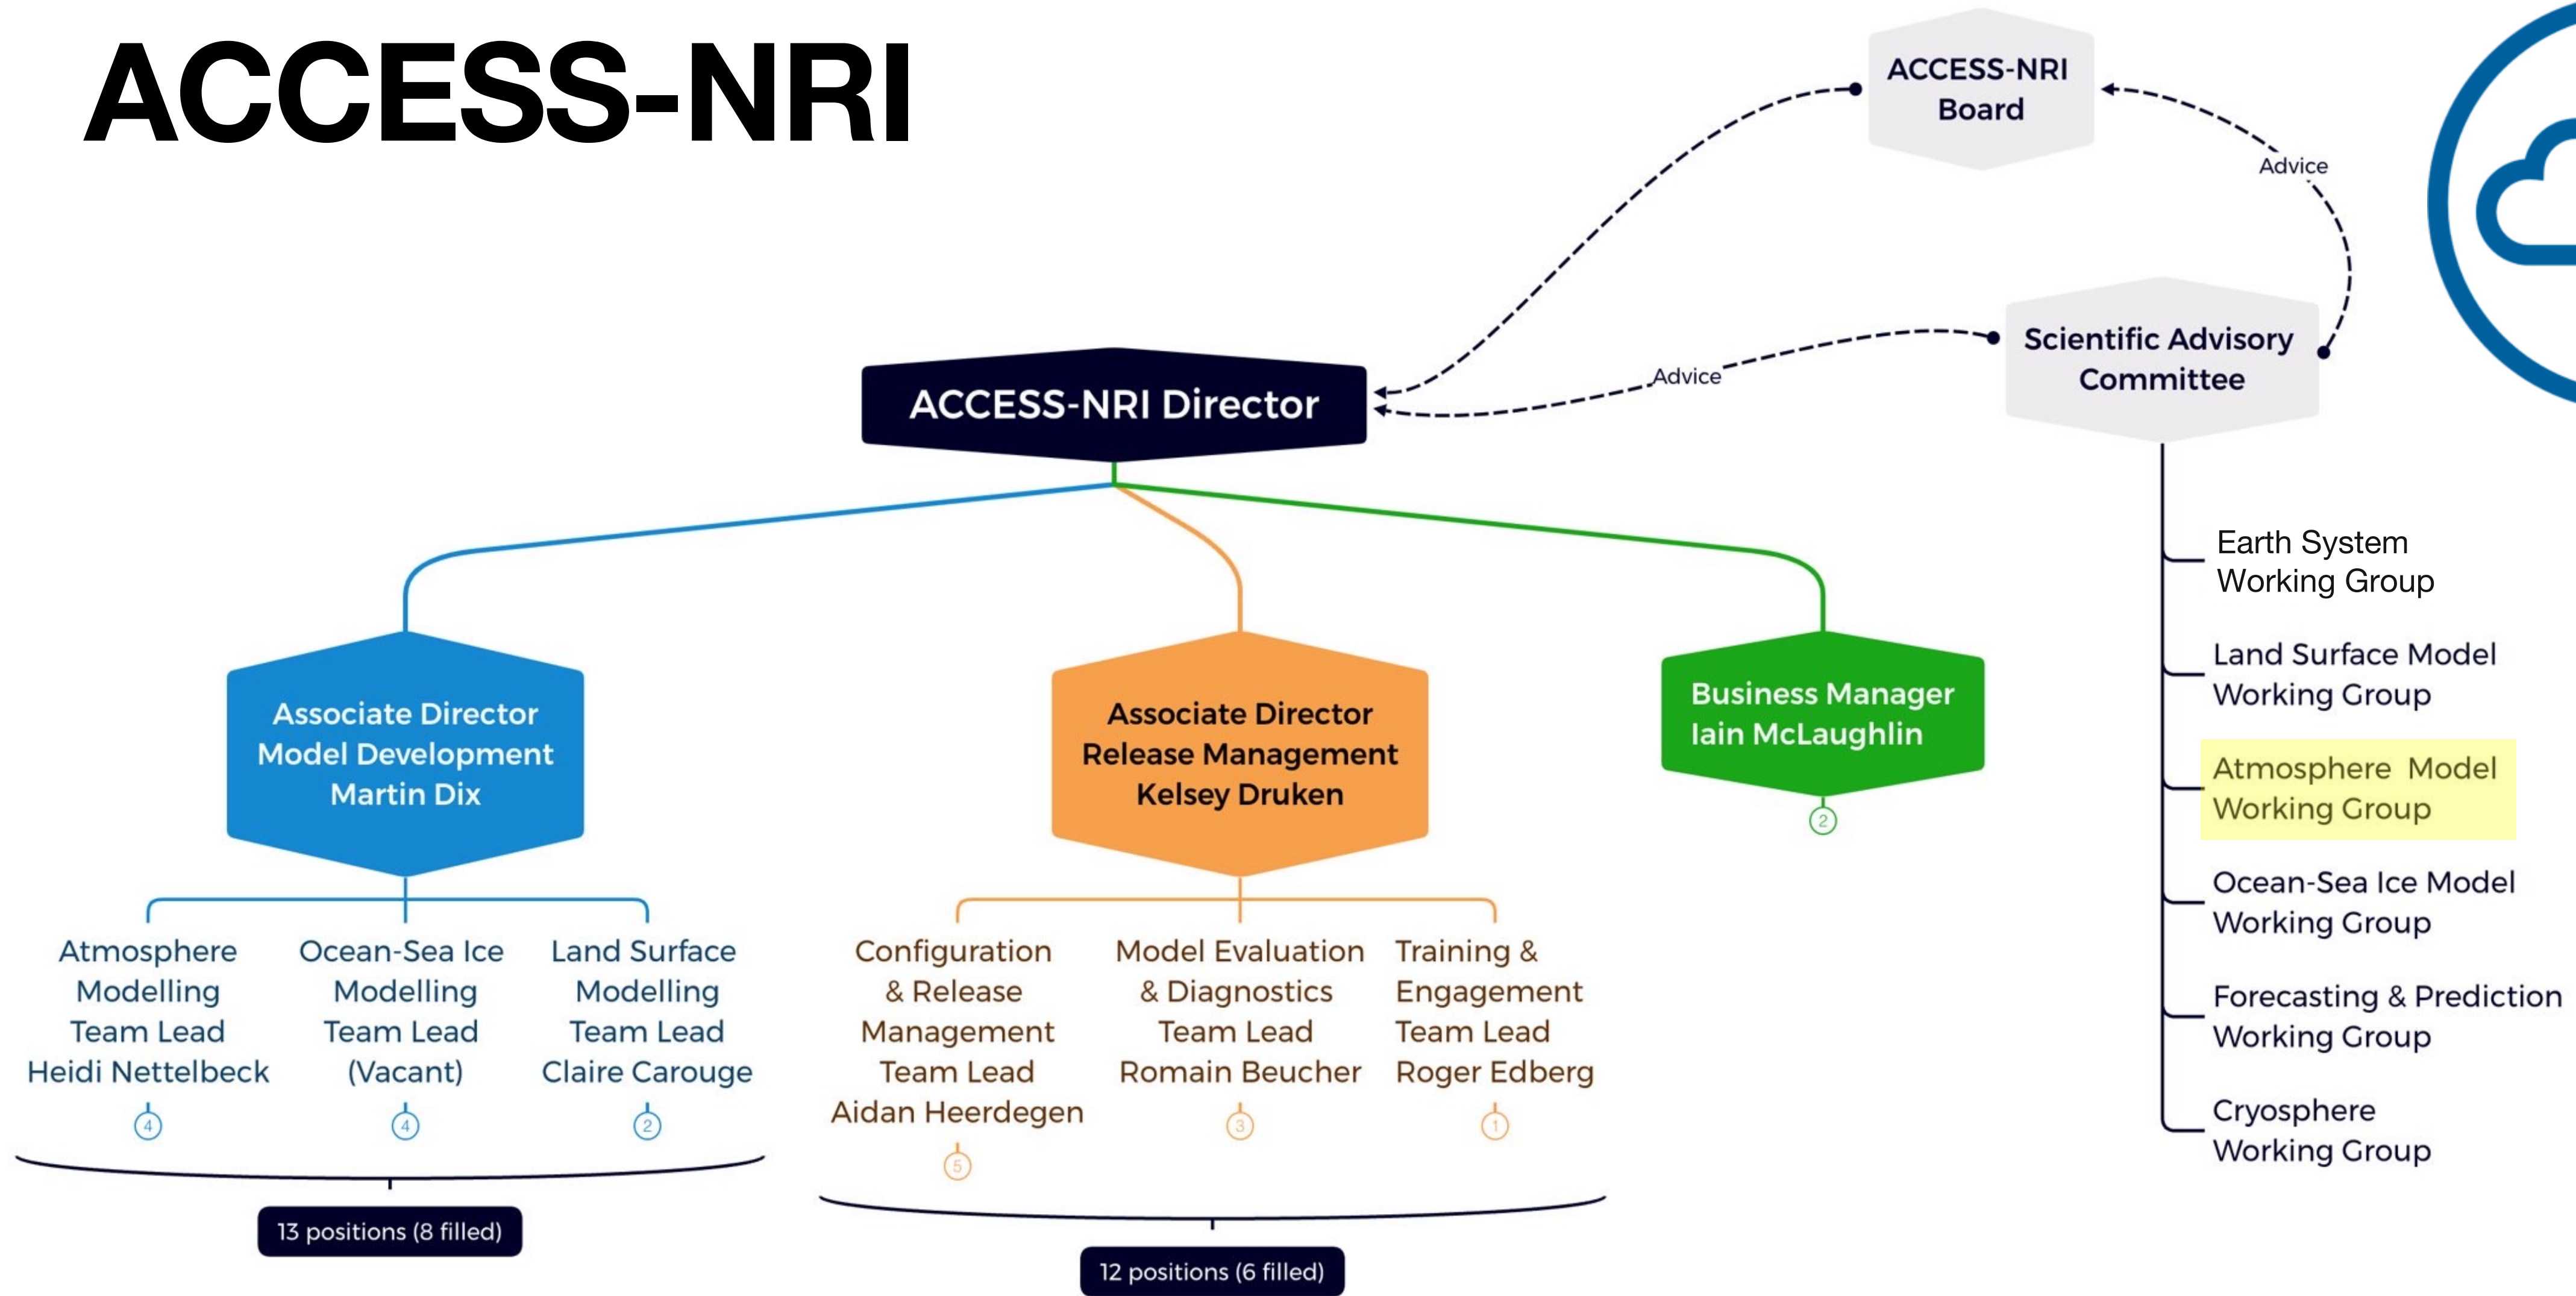 ACCESS-NRI
ACCESS-NRI
Board
Advice
Scientific Advisory
Committee
Advice
ACCESS-NRI Director
Associate Director
Model Development
Martin Dix
Associate Director
Release Management
Kelsey Druken
Business Manager
Iain McLaughlin
2
Atmosphere
Modelling
Team Lead
Heidi Nettelbeck
4
Ocean-Sea Ice
Modelling
Team Lead
(Vacant)
4
Land Surface
Modelling
Team Lead
Claire Carouge
2
13 positions (8 filled)
Configuration
& Release
Management
Team Lead
Aidan Heerdegen
5
Model Evaluation
& Diagnostics
Team Lead
Romain Beucher
3
Training &
Engagement
Team Lead
Roger Edberg
1
12 positions (6 filled)
Earth System
Working Group
Land Surface Model
Working Group
Atmosphere Model
Working Group
Ocean-Sea Ice Model
Working Group
Forecasting & Prediction
Working Group
Cryosphere
Working Group